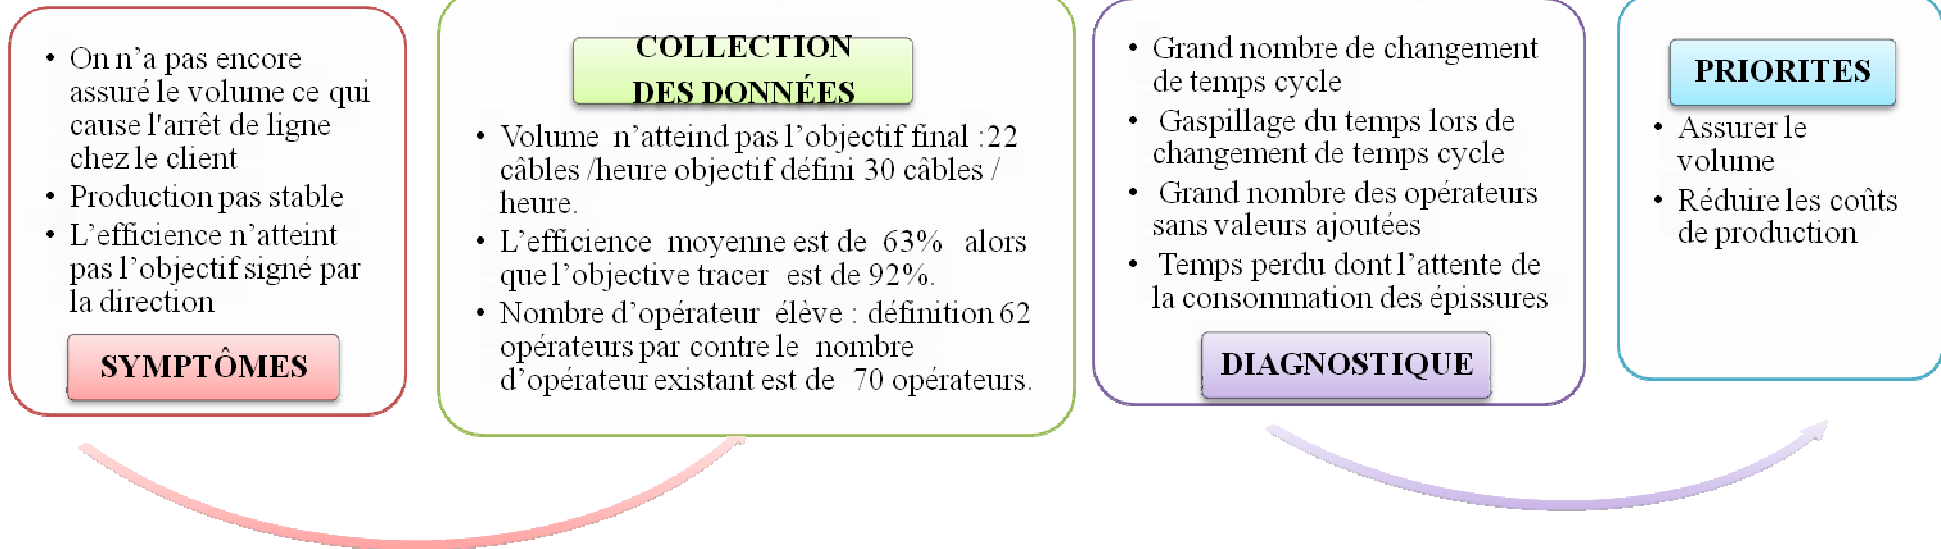 • On n’a pas encore
assuré le volume ce qui
cause l'arrêt de ligne
chez le client
• Production pas stable
• L’efficience n’atteint
pas l’objectif signé par
la direction
SYMPTÔMES
COLLECTION
DES DONNÉES
• Volume n’atteind pas l’objectif final :22
câbles /heure objectif défini 30 câbles /
heure.
• L’efficience moyenne est de 63% alors
que l’objective tracer est de 92%.
• Nombre d’opérateur élève : définition 62
opérateurs par contre le nombre
d’opérateur existant est de 70 opérateurs.
• Grand nombre de changement
de temps cycle
• Gaspillage du temps lors de
changement de temps cycle
• Grand nombre des opérateurs
sans valeurs ajoutées
• Temps perdu dont l’attente de
la consommation des épissures
DIAGNOSTIQUE
PRIORITES
• Assurer le
volume
• Réduire les coûts
de production